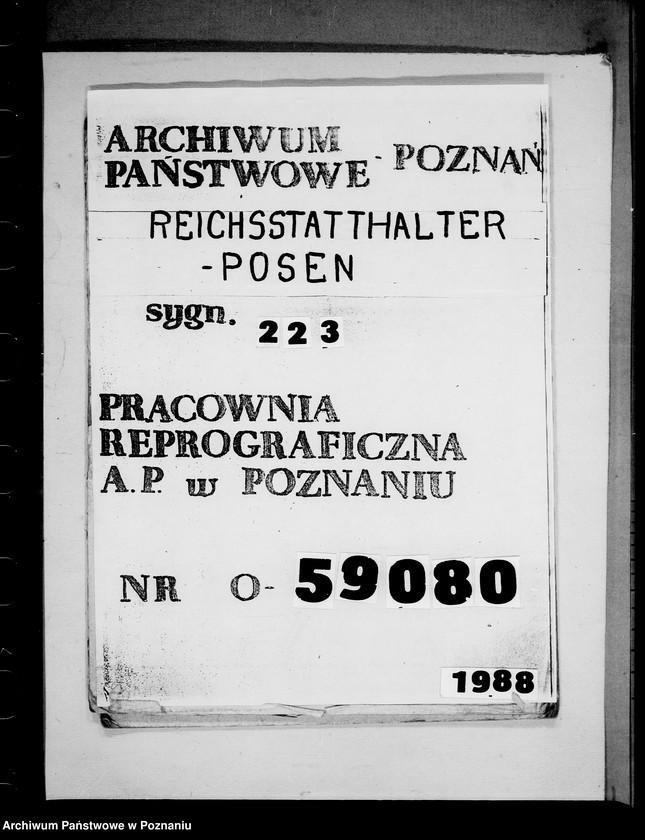 ARCHIWUM
PAŃSTWOWE - POZNAŃ
REICHSSTATTHALTER
-POSEN
sygn. 223
PRACOWNIA
REPROGRAFICZNA
A.P. w POZNANIU
NR O-59080
1988
Archiwum Państwowe w Poznaniu